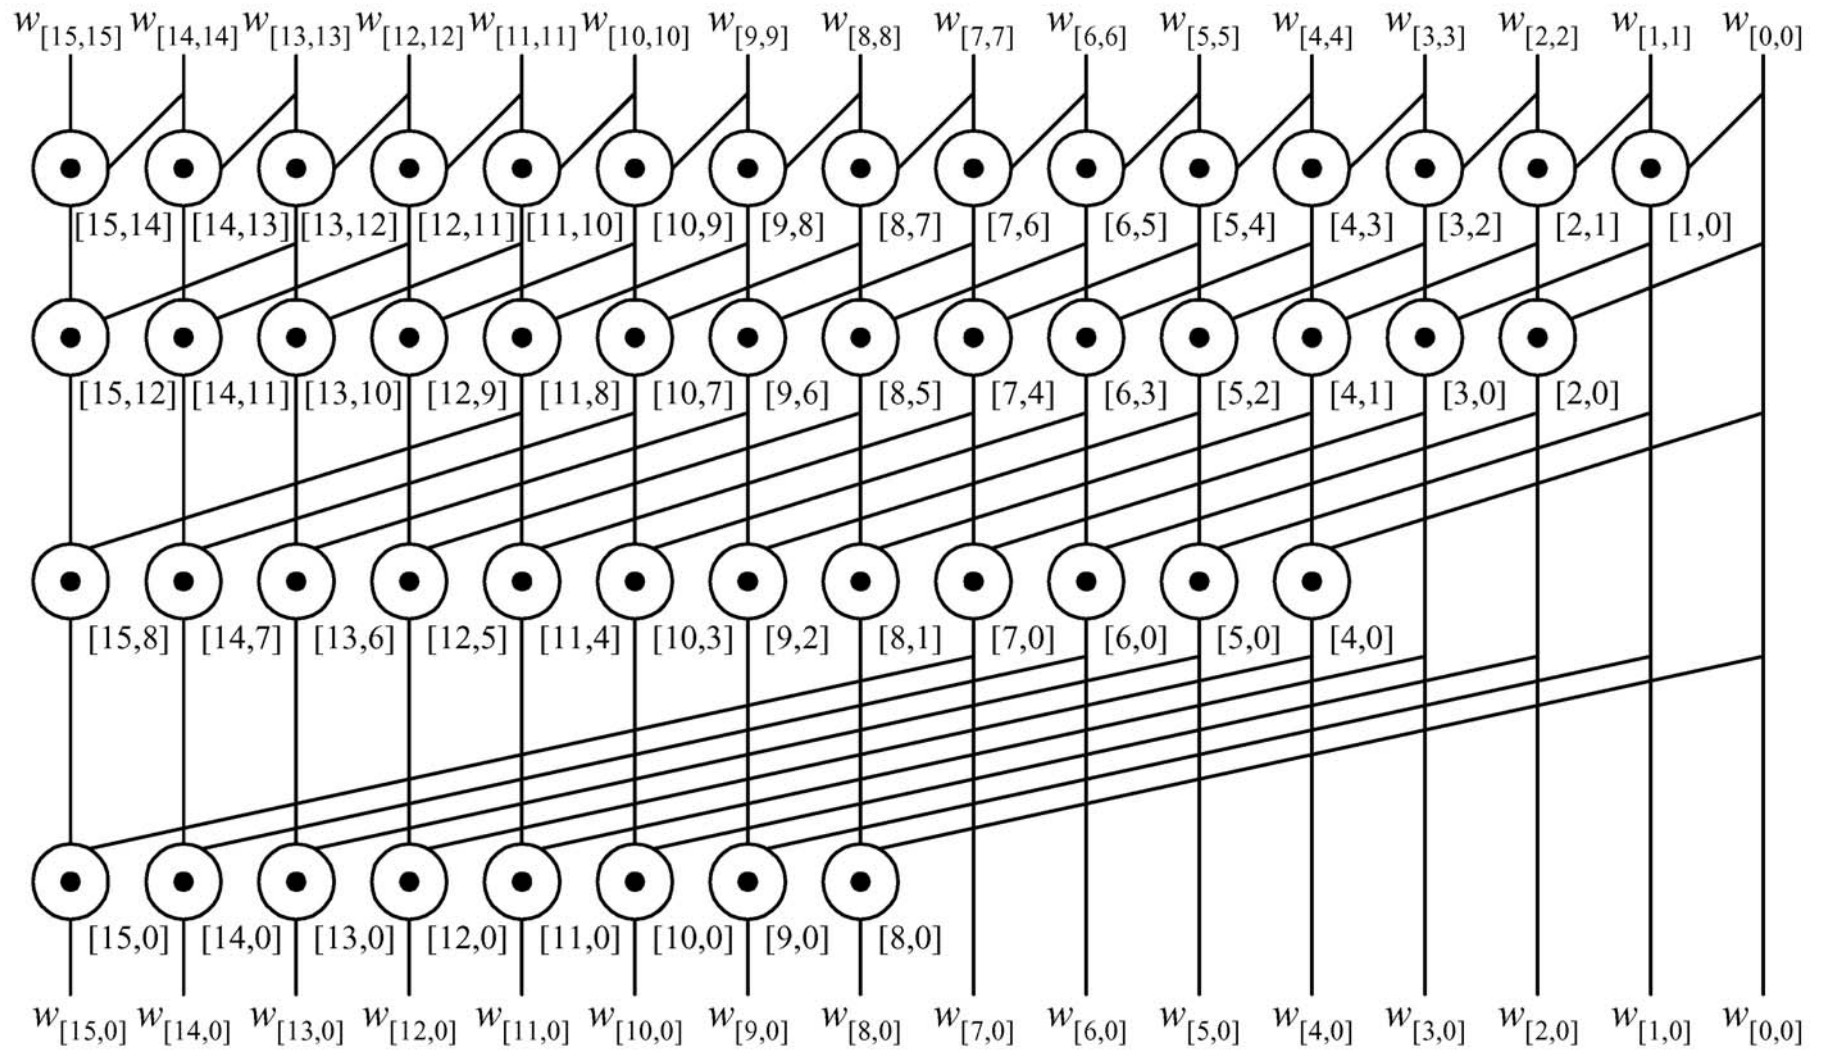 w[15,15] w[14,14] w[13,13] w[12,12] w[11,11] w[10,10] w[9,9] w[8,8] w[7,7] w[6,6] w[5,5] w[4,4] w[3,3] w[2,2] w[1,1] w[0,0]
[15,14] [14,13] [13,12] [12,11] [11,10] [10,9] [9,8] [8,7] [7,6] [6,5] [5,4] [4,3] [3,2] [2,1] [1,0]
[15,12] [14,11] [13,10] [12,9] [11,8] [10,7] [9,6] [8,5] [7,4] [6,3] [5,2] [4,1] [3,0] [2,0]
[15,8] [14,7] [13,6] [12,5] [11,4] [10,3] [9,2] [8,1] [7,0] [6,0] [5,0] [4,0]
[15,0] [14,0] [13,0] [12,0] [11,0] [10,0] [9,0] [8,0]
w[15,0] w[14,0] w[13,0] w[12,0] w[11,0] w[10,0] w[9,0] w[8,0] w[7,0] w[6,0] w[5,0] w[4,0] w[3,0] w[2,0] w[1,0] w[0,0]